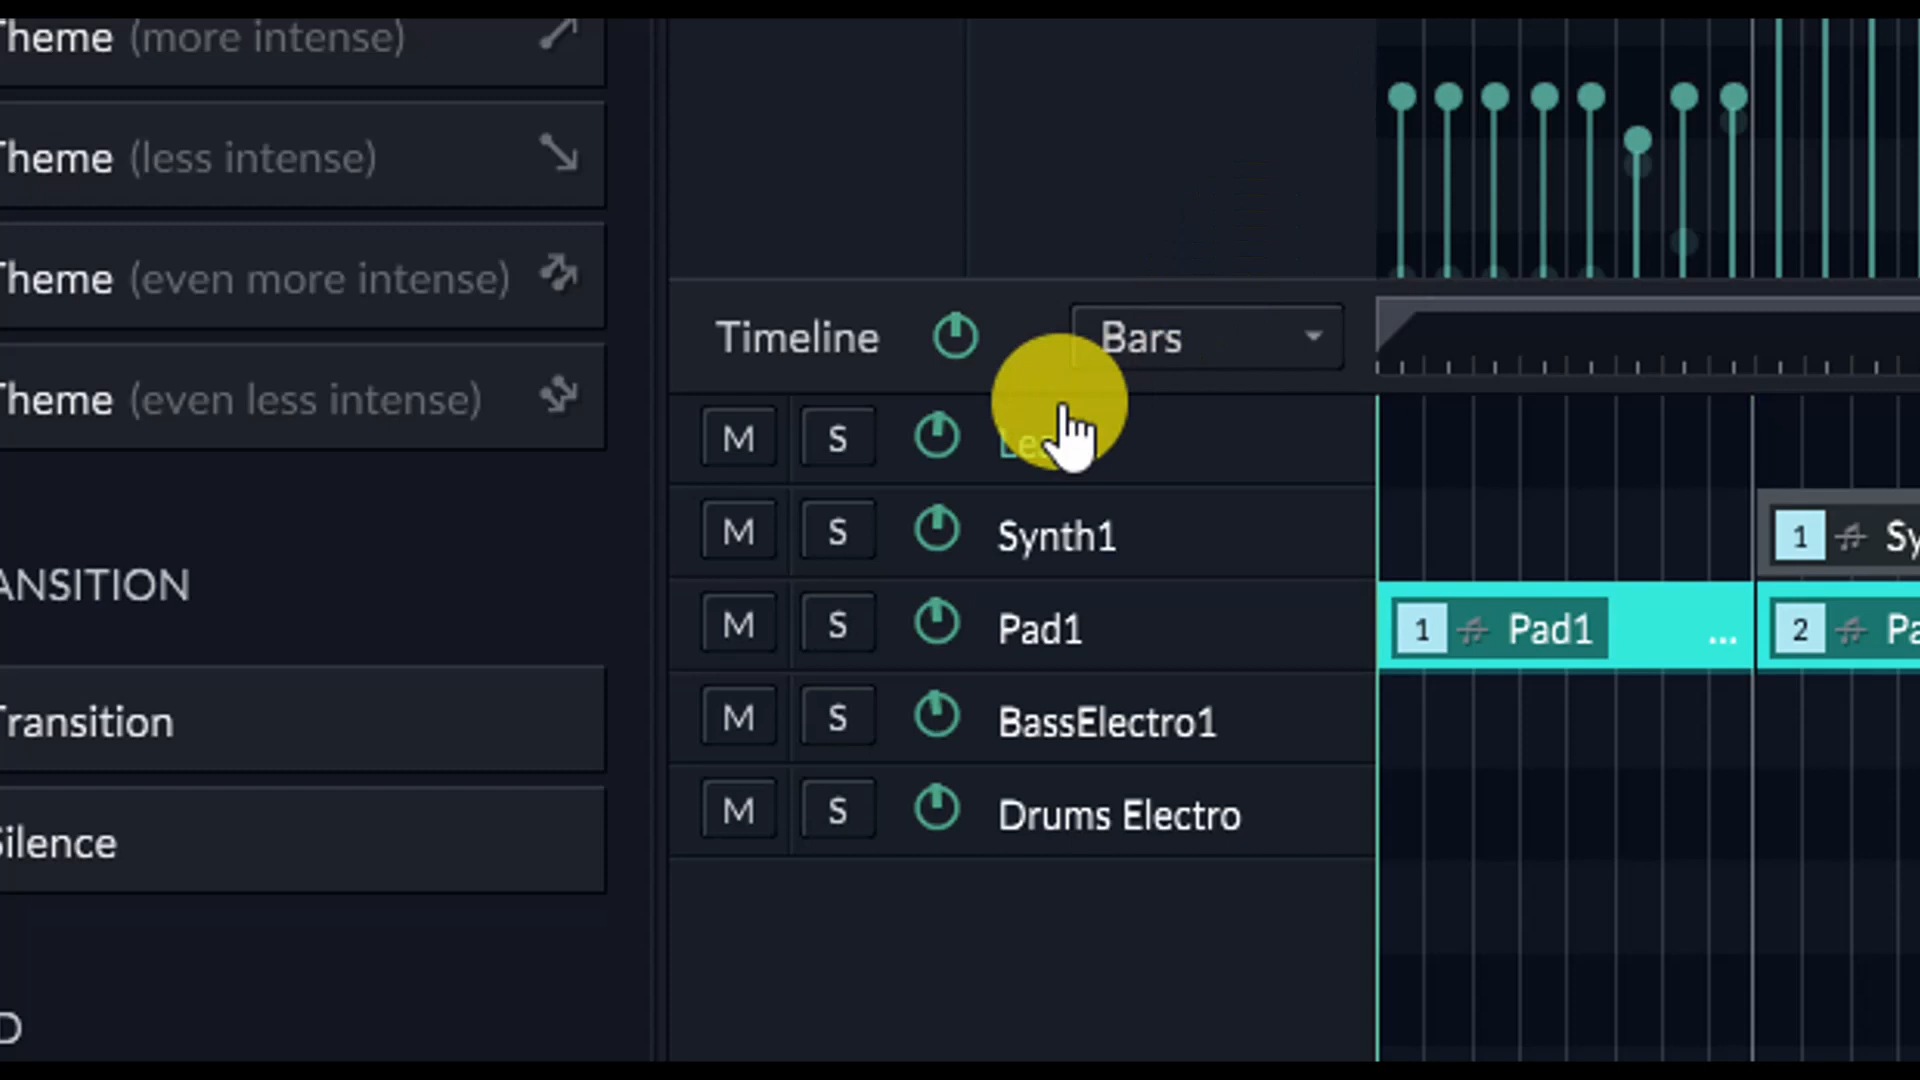 Theme (more intense)
Theme (less intense)
Theme (even more intense)
Theme (even less intense)
ANSITION
Transition
Silence
D
Timeline Bars
M S
M S Synth1
1 Sy
M S Pad1
1 Pad1 ...
2 Pa
M S BassElectro1
M S Drums Electro